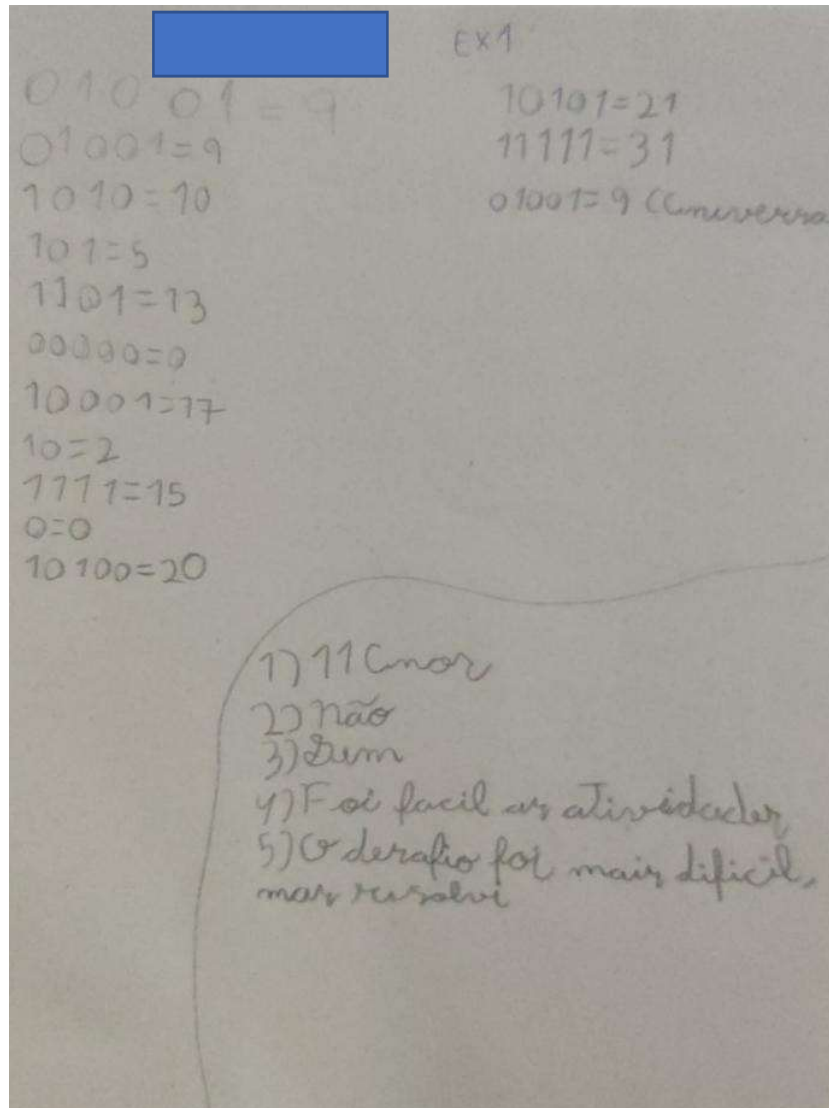 EX1
01001=9
01001=9
1010=10
101=5
1101=13
00000=0
10001=17
10=2
1111=15
0=0
10100=20
10101=21
11111=31
01001=9
1) 11 Anos
2) Não
3) Sim
4) Foi facil as atividades
5) O desafio foi mais dificil,
mas resolvi